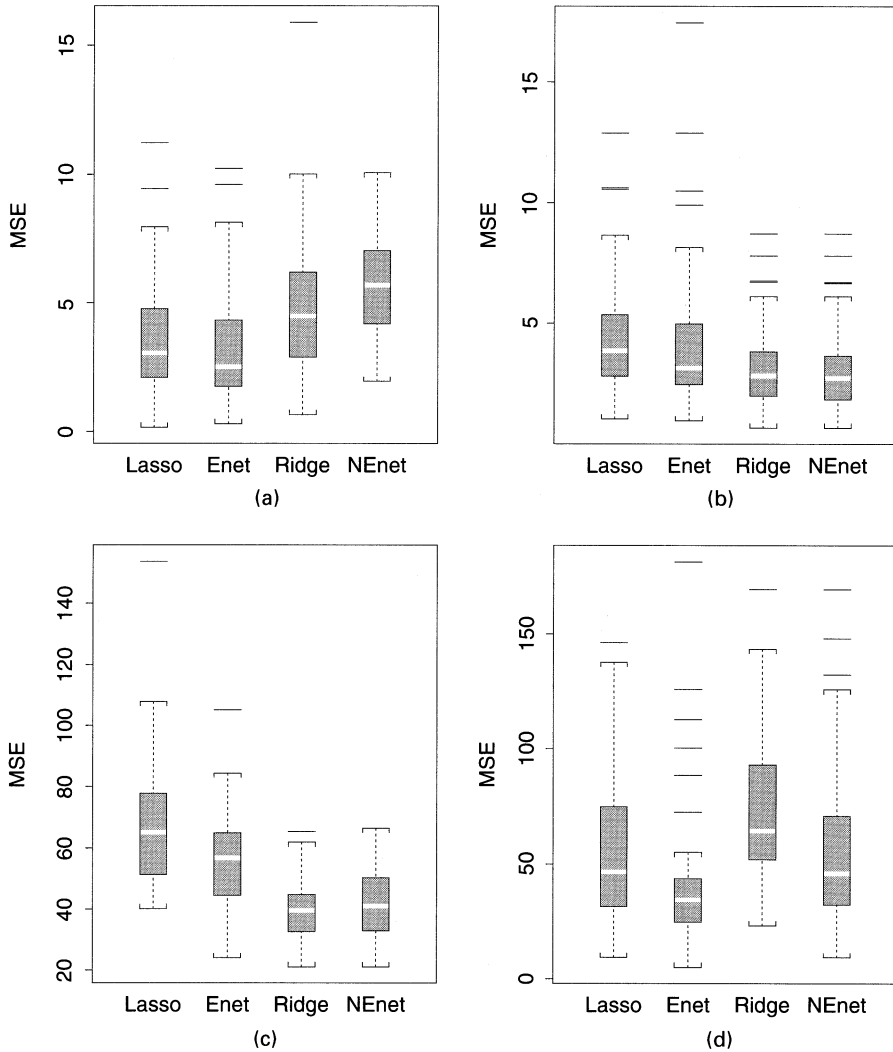 MSE
15
10
5
0
Lasso Enet Ridge NEnet
(a)
MSE
15
10
5
Lasso Enet Ridge NEnet
(b)
MSE
140
120
100
80
60
40
20
Lasso Enet Ridge NEnet
(c)
MSE
150
100
50
0
Lasso Enet Ridge NEnet
(d)